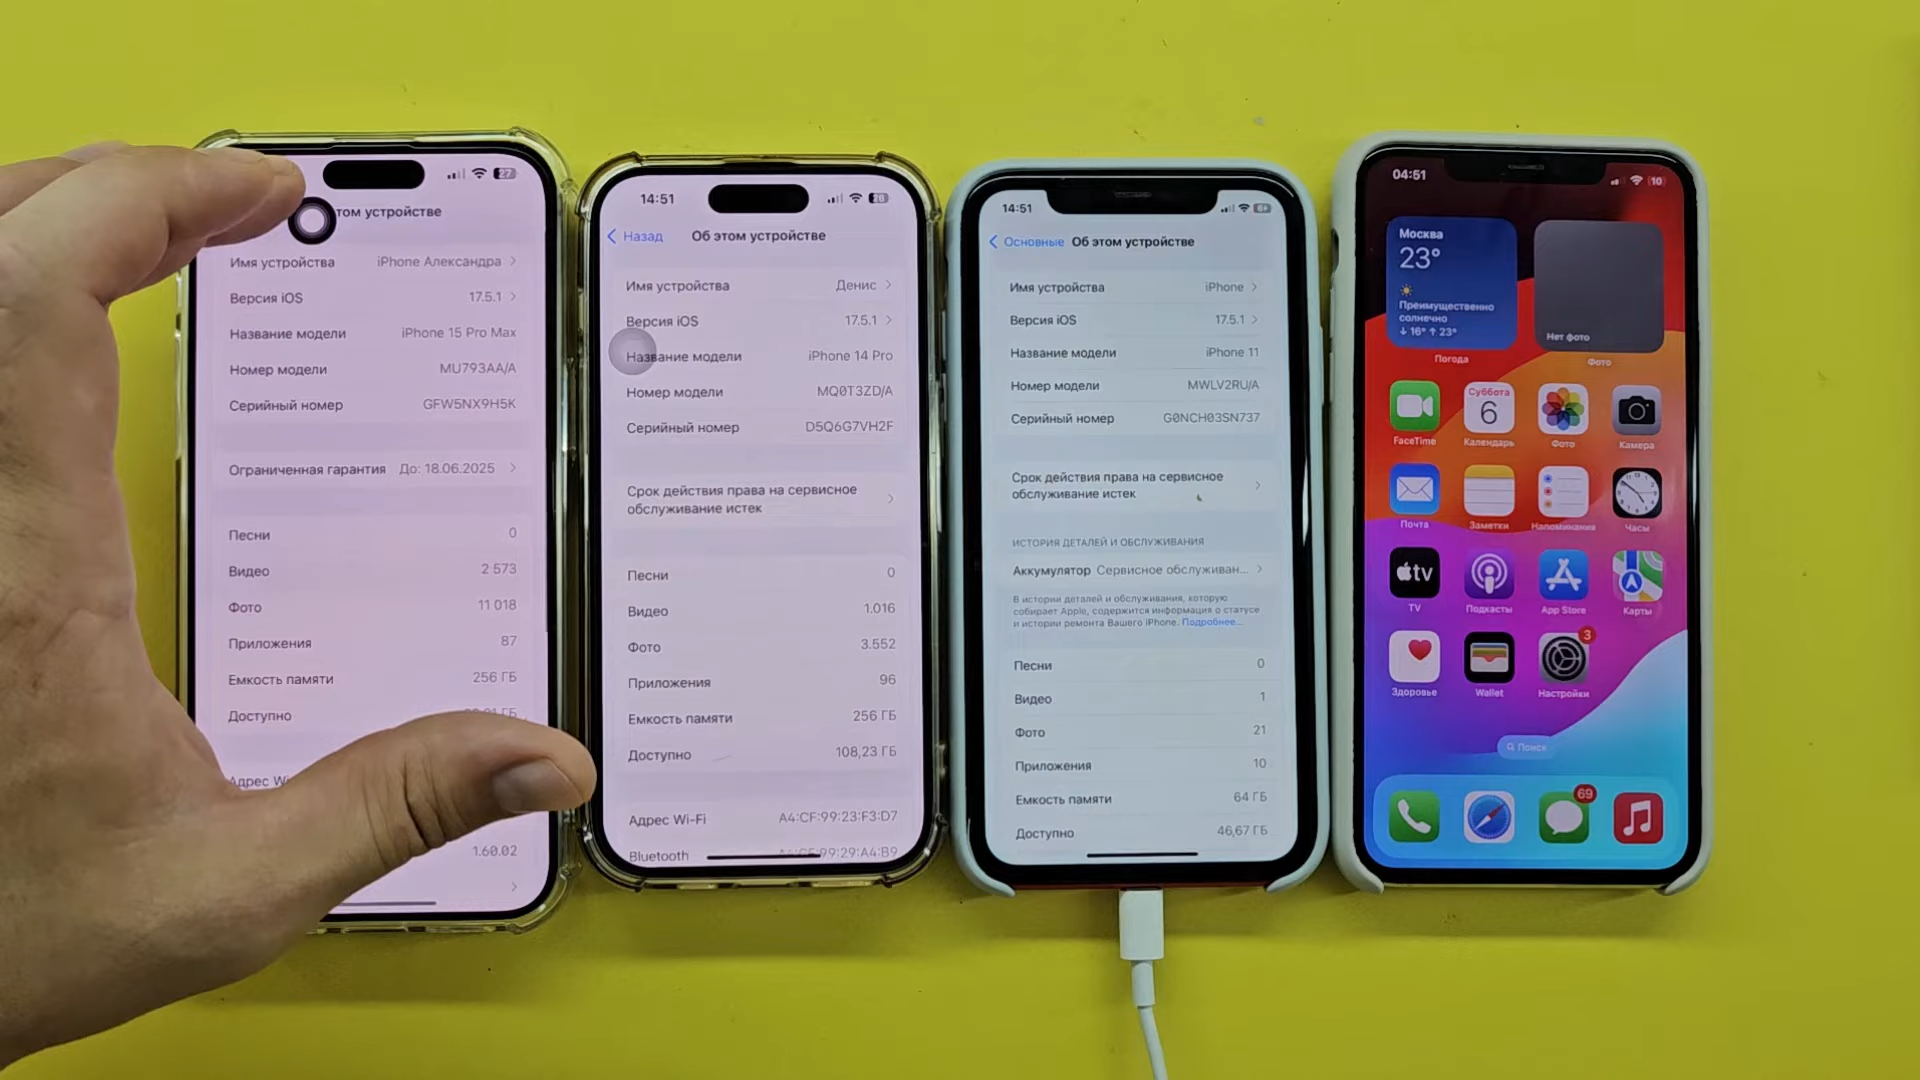 27
том устройстве
Имя устройства iPhone Александра
Версия iOS 17.5.1
Название модели iPhone 15 Pro Max
Номер модели MU793AA/A
Серийный номер GFW5NX9H5K
Ограниченная гарантия До: 18.06.2025
Песни 0
Видео 2 573
Фото 11 018
Приложения 87
Емкость памяти 256 ГБ
Доступно ГБ
Адрес
1.60.02
14:51
Назад Об этом устройстве
Имя устройства Денис
Версия iOS 17.5.1
Название модели iPhone 14 Pro
Номер модели MQ0T3ZD/A
Серийный номер D5Q6G7VH2F
Срок действия права на сервисное
обслуживание истек
Песни 0
Видео 1.016
Фото 3.552
Приложения 96
Емкость памяти 256 ГБ
Доступно 108,23 ГБ
Адрес Wi-Fi A4:CF:99:23:F3:D7
Bluetooth A4:CF:99:29:A4:B9
14:51
Основные Об этом устройстве
Имя устройства iPhone
Версия iOS 17.5.1
Название модели iPhone 11
Номер модели MWLV2RU/A
Серийный номер G0NCH03SN737
Срок действия права на сервисное
обслуживание истек
ИСТОРИЯ ДЕТАЛЕЙ И ОБСЛУЖИВАНИЯ
Аккумулятор Сервисное обслуживан...
В истории деталей и обслуживания, которую
собирает Apple, содержится информация о статусе
и истории ремонта Вашего iPhone. Подробнее...
Песни 0
Видео 1
Фото 21
Приложения 10
Емкость памяти 64 ГБ
Доступно 46,67 ГБ
04:51 10
Москва
23°
Преимущественно
солнечно
↓ 16° ↑ 23°
Погода
Нет фото
Фото
FaceTime
Суббота
6
Календарь
Фото
Камера
Почта
Заметки
Напоминания
Часы
tv
TV
Подкасты
App Store
Карты
Здоровье
Wallet
3
Настройки
Поиск
69